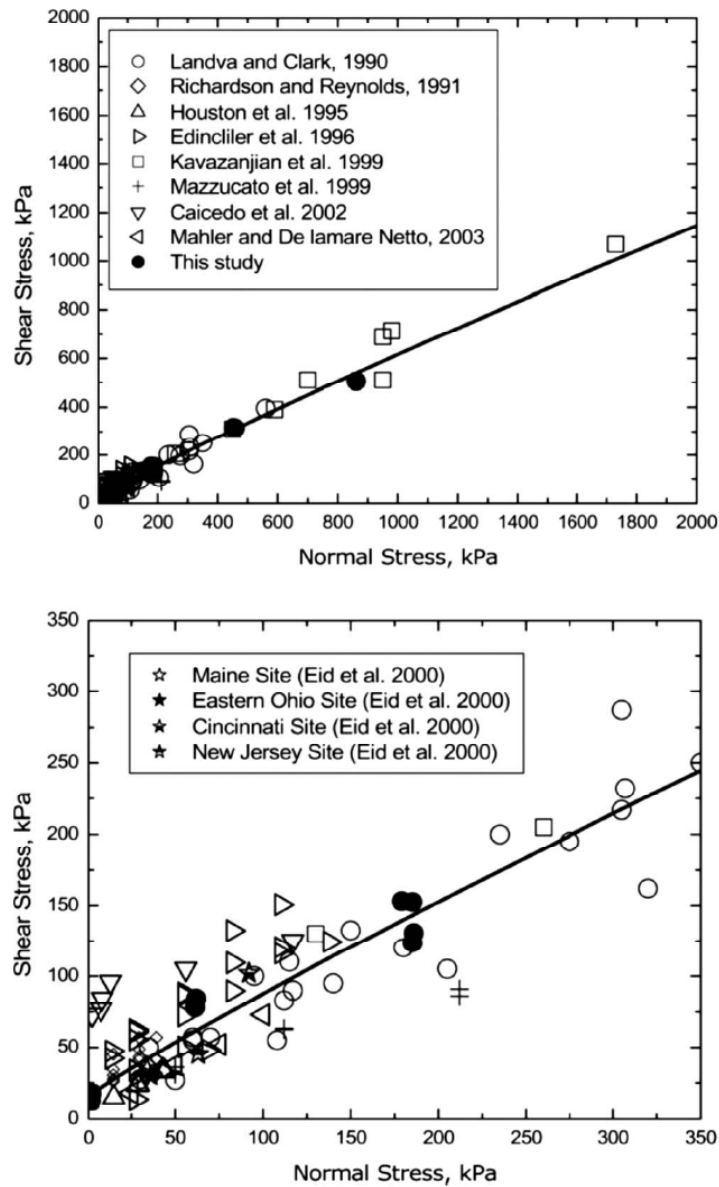 2000
1800
1600
1400
1200
1000
800
600
400
200
0
Shear Stress, kPa
Landva and Clark, 1990
Richardson and Reynolds, 1991
Houston et al. 1995
Edincliler et al. 1996
Kavazanjian et al. 1999
Mazzucato et al. 1999
Caicedo et al. 2002
Mahler and De lamare Netto, 2003
This study
0 200 400 600 800 1000 1200 1400 1600 1800 2000
Normal Stress, kPa
350
300
250
200
150
100
50
0
Shear Stress, kPa
Maine Site (Eid et al. 2000)
Eastern Ohio Site (Eid et al. 2000)
Cincinnati Site (Eid et al. 2000)
New Jersey Site (Eid et al. 2000)
0 50 100 150 200 250 300 350
Normal Stress, kPa